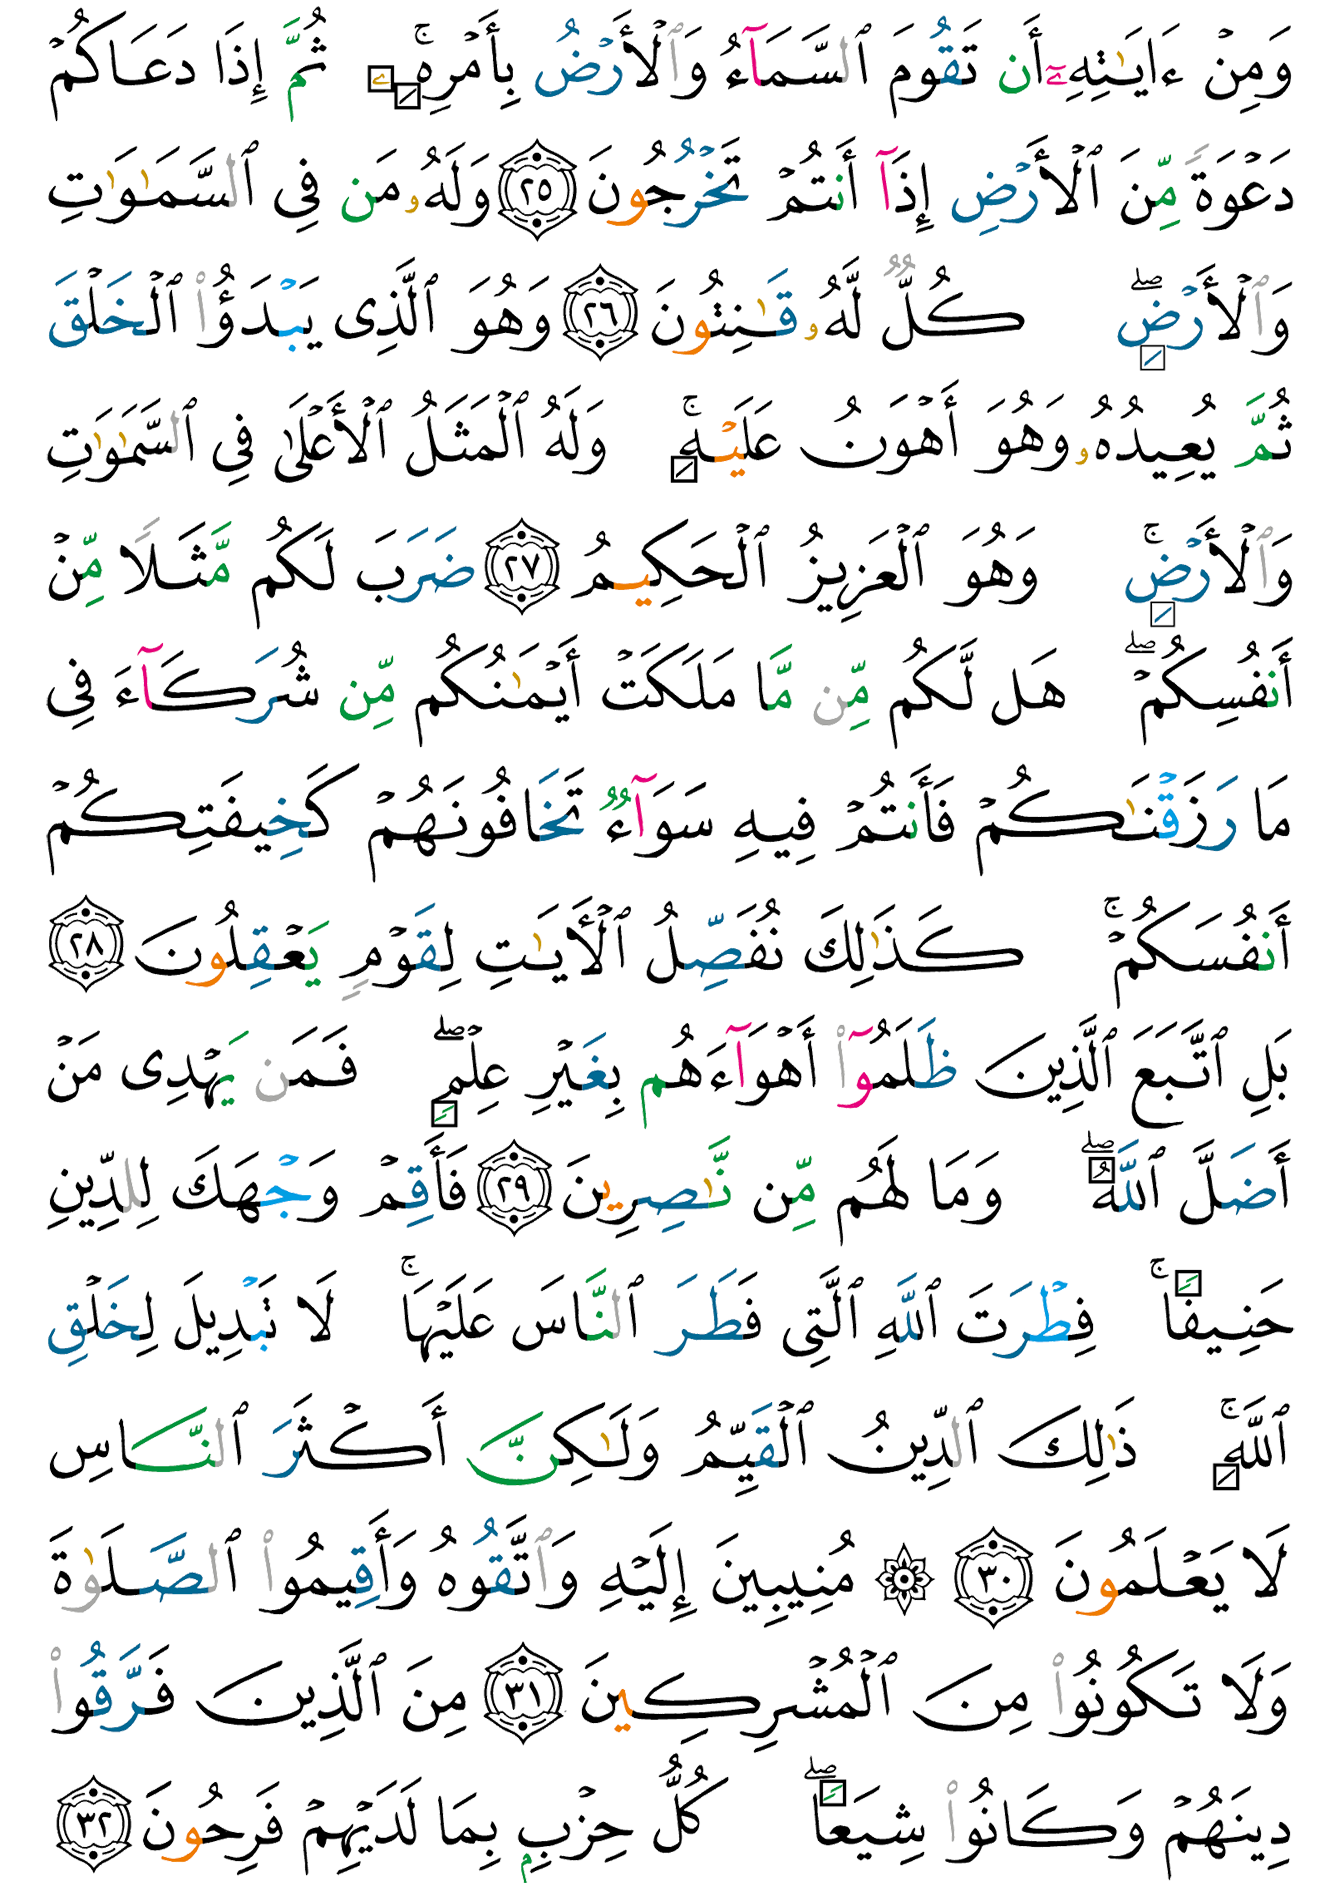 وَمِنْ ءَايَـٰتِهِۦٓ أَن تَقُومَ ٱلسَّمَآءُ وَٱلْأَرْضُ بِأَمْرِهِۦ ۚ ثُمَّ إِذَا دَعَاكُمْ
دَعْوَةً مِّنَ ٱلْأَرْضِ إِذَآ أَنتُمْ تَخْرُجُونَ ٢٥ وَلَهُۥ مَن فِى ٱلسَّمَـٰوَٰتِ
وَٱلْأَرْضِ ۖ كُلٌّ لَّهُۥ قَـٰنِتُونَ ٢٦ وَهُوَ ٱلَّذِى يَبْدَؤُا۟ ٱلْخَلْقَ
ثُمَّ يُعِيدُهُۥ وَهُوَ أَهْوَنُ عَلَيْهِ ۚ وَلَهُ ٱلْمَثَلُ ٱلْأَعْلَىٰ فِى ٱلسَّمَـٰوَٰتِ
وَٱلْأَرْضِ ۚ وَهُوَ ٱلْعَزِيزُ ٱلْحَكِيمُ ٢٧ ضَرَبَ لَكُم مَّثَلًا مِّنْ
أَنفُسِكُمْ ۖ هَل لَّكُم مِّن مَّا مَلَكَتْ أَيْمَـٰنُكُم مِّن شُرَكَآءَ فِى
مَا رَزَقْنَـٰكُمْ فَأَنتُمْ فِيهِ سَوَآءٌ تَخَافُونَهُمْ كَخِيفَتِكُمْ
أَنفُسَكُمْ ۚ كَذَٰلِكَ نُفَصِّلُ ٱلْـَٔايَـٰتِ لِقَوْمٍ يَعْقِلُونَ ٢٨
بَلِ ٱتَّبَعَ ٱلَّذِينَ ظَلَمُوٓا۟ أَهْوَآءَهُم بِغَيْرِ عِلْمٍ ۖ فَمَن يَهْدِى مَنْ
أَضَلَّ ٱللَّهُ ۖ وَمَا لَهُم مِّن نَّـٰصِرِينَ ٢٩ فَأَقِمْ وَجْهَكَ لِلدِّينِ
حَنِيفًا ۚ فِطْرَتَ ٱللَّهِ ٱلَّتِى فَطَرَ ٱلنَّاسَ عَلَيْهَا ۚ لَا تَبْدِيلَ لِخَلْقِ
ٱللَّهِ ۚ ذَٰلِكَ ٱلدِّينُ ٱلْقَيِّمُ وَلَـٰكِنَّ أَكْثَرَ ٱلنَّاسِ
لَا يَعْلَمُونَ ٣٠ ۞ مُنِيبِينَ إِلَيْهِ وَٱتَّقُوهُ وَأَقِيمُوا۟ ٱلصَّلَوٰةَ
وَلَا تَكُونُوا۟ مِنَ ٱلْمُشْرِكِينَ ٣١ مِنَ ٱلَّذِينَ فَرَّقُوا۟
دِينَهُمْ وَكَانُوا۟ شِيَعًا ۖ كُلُّ حِزْبٍۭ بِمَا لَدَيْهِمْ فَرِحُونَ ٣٢